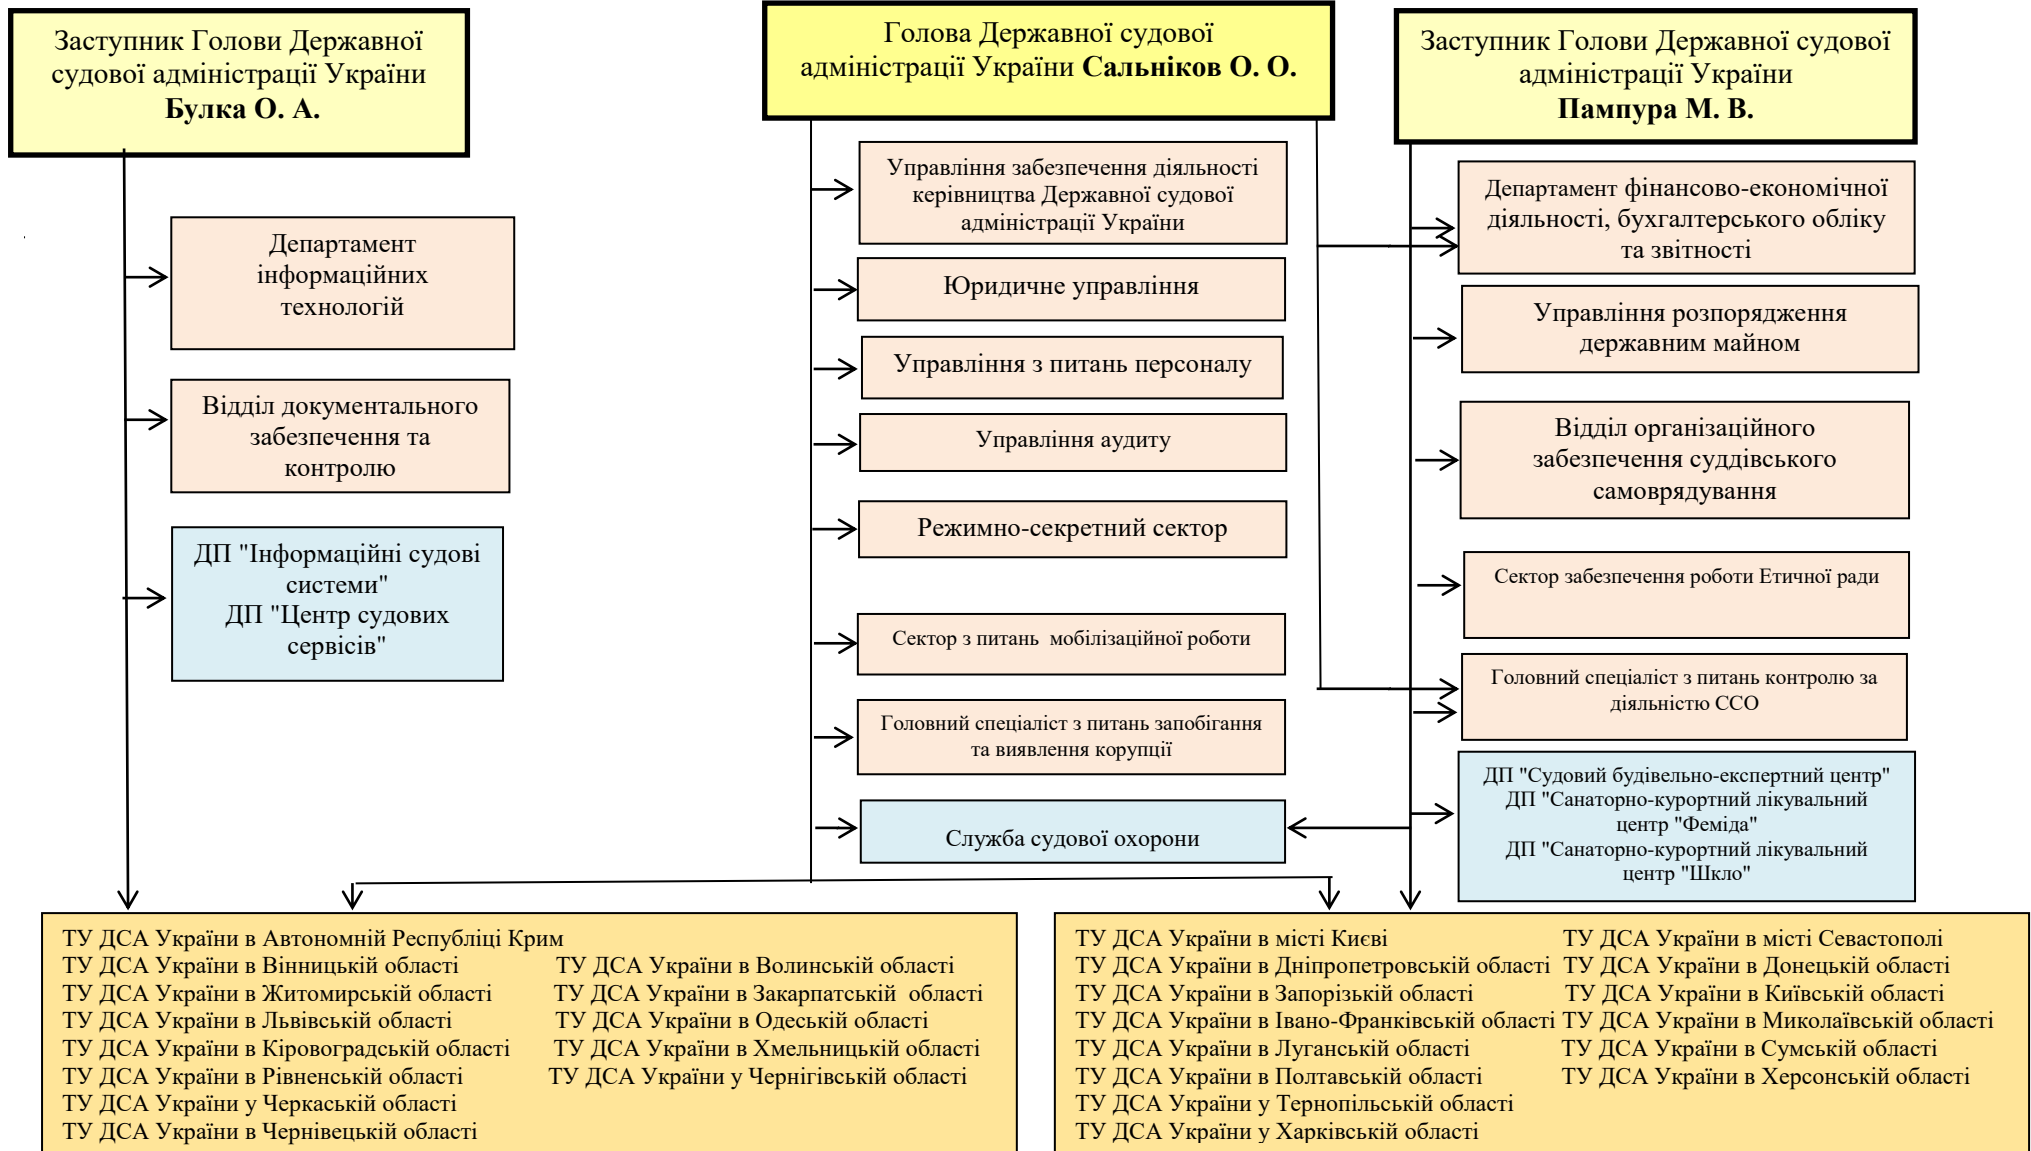 Заступник Голови Державної
судової адміністрації України
Булка О. А.
Голова Державної судової
адміністрації України Сальніков О. О.
Заступник Голови Державної судової
адміністрації України
Пампура М. В.
Департамент
інформаційних
технологій
Відділ документального
забезпечення та
контролю
ДП "Інформаційні судові
системи"
ДП "Центр судових
сервісів"
Управління забезпечення діяльності
керівництва Державної судової
адміністрації України
Юридичне управління
Управління з питань персоналу
Управління аудиту
Режимно-секретний сектор
Сектор з питань  мобілізаційної роботи
Головний спеціаліст з питань запобігання
та виявлення корупції
Служба судової охорони
Департамент фінансово-економічної
діяльності, бухгалтерського обліку
та звітності
Управління розпорядження
державним майном
Відділ організаційного
забезпечення суддівського
самоврядування
Сектор забезпечення роботи Етичної ради
Головний спеціаліст з питань контролю за
діяльністю ССО
ДП "Судовий будівельно-експертний центр"
ДП "Санаторно-курортний лікувальний
центр "Феміда"
ДП "Санаторно-курортний лікувальний
центр "Шкло"
ТУ ДСА України в Автономній Республіці Крим
ТУ ДСА України в Вінницькій області ТУ ДСА України в Волинській області
ТУ ДСА України в Житомирській області ТУ ДСА України в Закарпатській  області
ТУ ДСА України в Львівській області ТУ ДСА України в Одеській області
ТУ ДСА України в Кіровоградській області ТУ ДСА України в Хмельницькій області
ТУ ДСА України в Рівненській області ТУ ДСА України у Чернігівській області
ТУ ДСА України у Черкаській області
ТУ ДСА України в Чернівецькій області
ТУ ДСА України в місті Києві ТУ ДСА України в місті Севастополі
ТУ ДСА України в Дніпропетровській області ТУ ДСА України в Донецькій області
ТУ ДСА України в Запорізькій області ТУ ДСА України в Київській області
ТУ ДСА України в Івано-Франківській області ТУ ДСА України в Миколаївській області
ТУ ДСА України в Луганській області ТУ ДСА України в Сумській області
ТУ ДСА України в Полтавській області ТУ ДСА України в Херсонській області
ТУ ДСА України у Тернопільській області
ТУ ДСА України у Харківській області